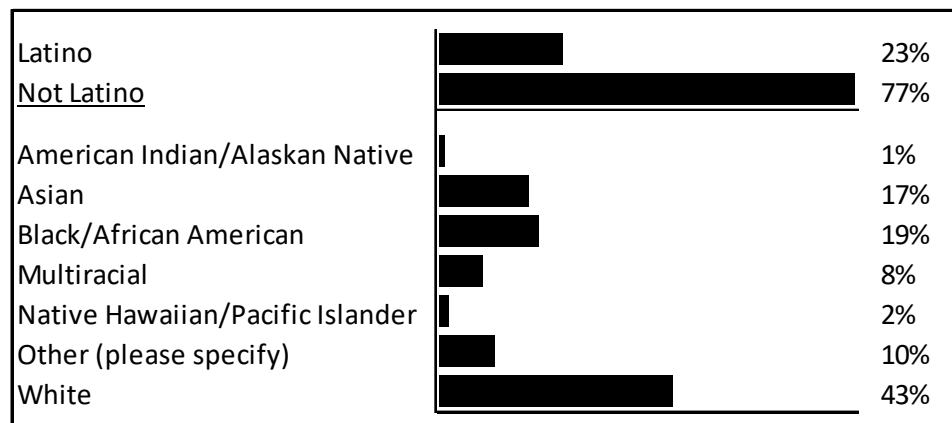 Latino 23%
Not Latino 77%
American Indian/Alaskan Native 1%
Asian 17%
Black/African American 19%
Multiracial 8%
Native Hawaiian/Pacific Islander 2%
Other (please specify) 10%
White 43%